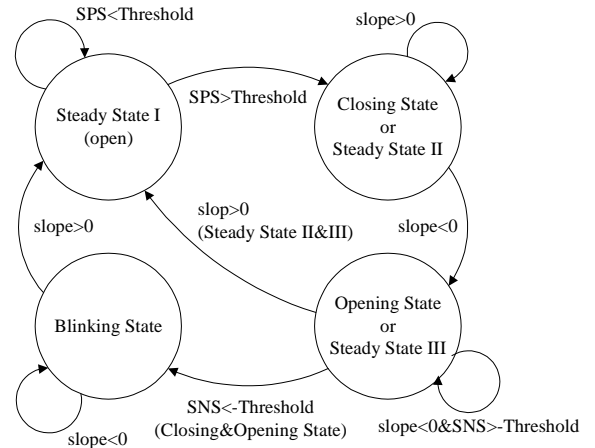 SPS<Threshold
slope>0
Steady State I
(open)
SPS>Threshold
Closing State
or
Steady State II
slope>0
slop>0
(Steady State II&III)
slope<0
Blinking State
Opening State
or
Steady State III
SNS<-Threshold
(Closing&Opening State)
slope<0
slope<0&SNS>-Threshold